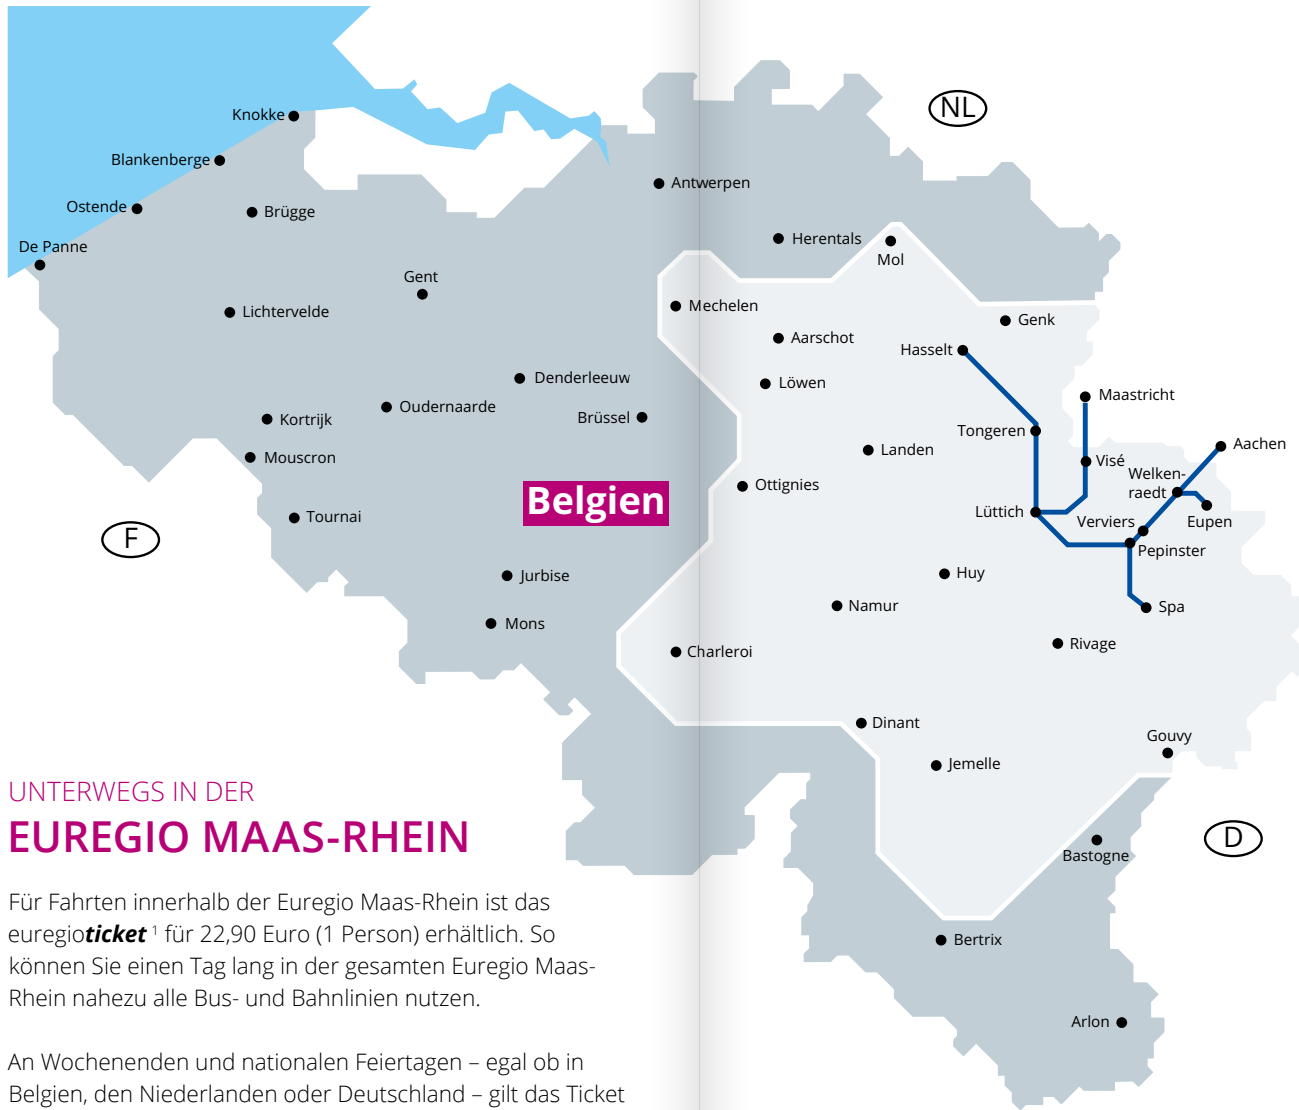 NL
Knokke
Blankenberge
Antwerpen
Ostende
Brügge
Herentals
De Panne
Mol
Gent
Mechelen
Lichtervelde
Genk
Aarschot
Hasselt
Denderleeuw
Löwen
Maastricht
Oudernaarde
Brüssel
Kortrijk
Tongeren
Aachen
Landen
Mouscron
Visé
Welken-
raedt
Ottignies
Belgien
Lüttich
Tournai
Verviers
Eupen
F
Pepinster
Jurbise
Huy
Namur
Spa
Mons
Rivage
Charleroi
Dinant
Gouvy
Jemelle
D
Bastogne
Bertrix
Arlon
UNTERWEGS IN DER
EUREGIO MAAS-RHEIN
Für Fahrten innerhalb der Euregio Maas-Rhein ist das
euregioticket ¹ für 22,90 Euro (1 Person) erhältlich. So
können Sie einen Tag lang in der gesamten Euregio Maas-
Rhein nahezu alle Bus- und Bahnlinien nutzen.
An Wochenenden und nationalen Feiertagen – egal ob in
Belgien, den Niederlanden oder Deutschland – gilt das Ticket